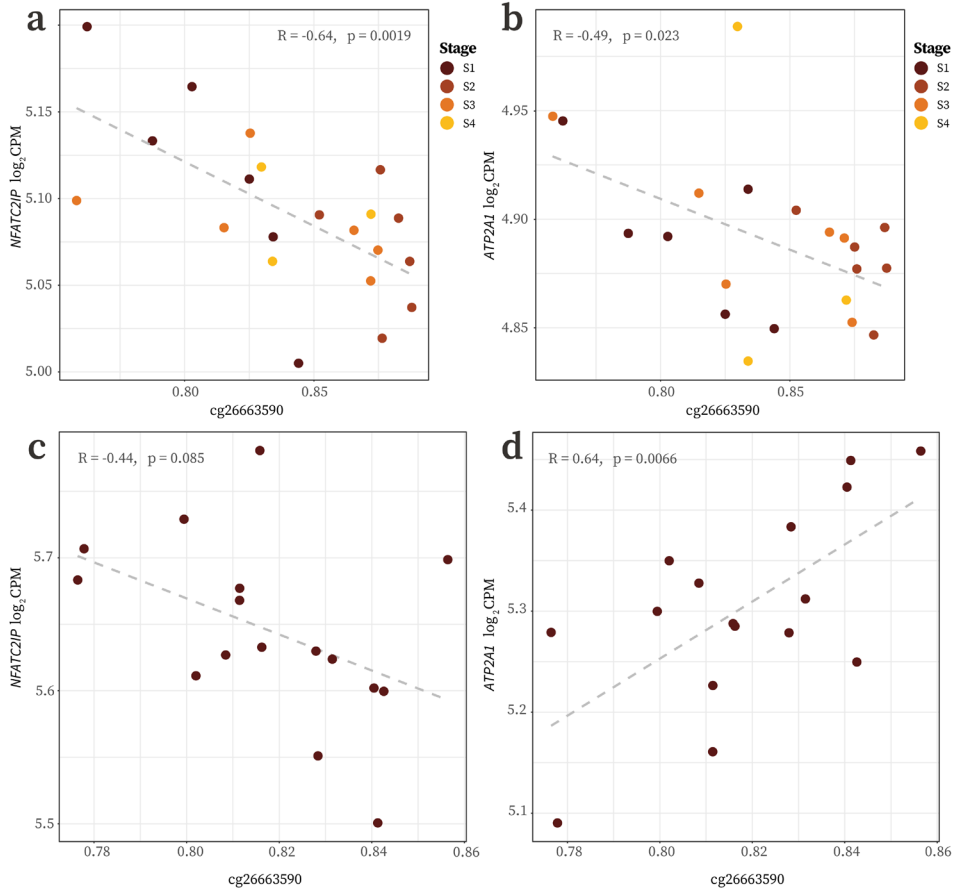 a
R = -0.64, p = 0.0019
NFATC2IP log₂CPM
5.15
5.10
5.05
5.00
0.80
0.85
cg26663590
Stage
S1
S2
S3
S4
b
R = -0.49, p = 0.023
ATP2A1 log₂CPM
4.95
4.90
4.85
0.80
0.85
cg26663590
Stage
S1
S2
S3
S4
c
R = -0.44, p = 0.085
NFATC2IP log₂CPM
5.7
5.6
5.5
0.78
0.80
0.82
0.84
0.86
cg26663590
d
R = 0.64, p = 0.0066
ATP2A1 log₂CPM
5.4
5.3
5.2
5.1
0.78
0.80
0.82
0.84
0.86
cg26663590